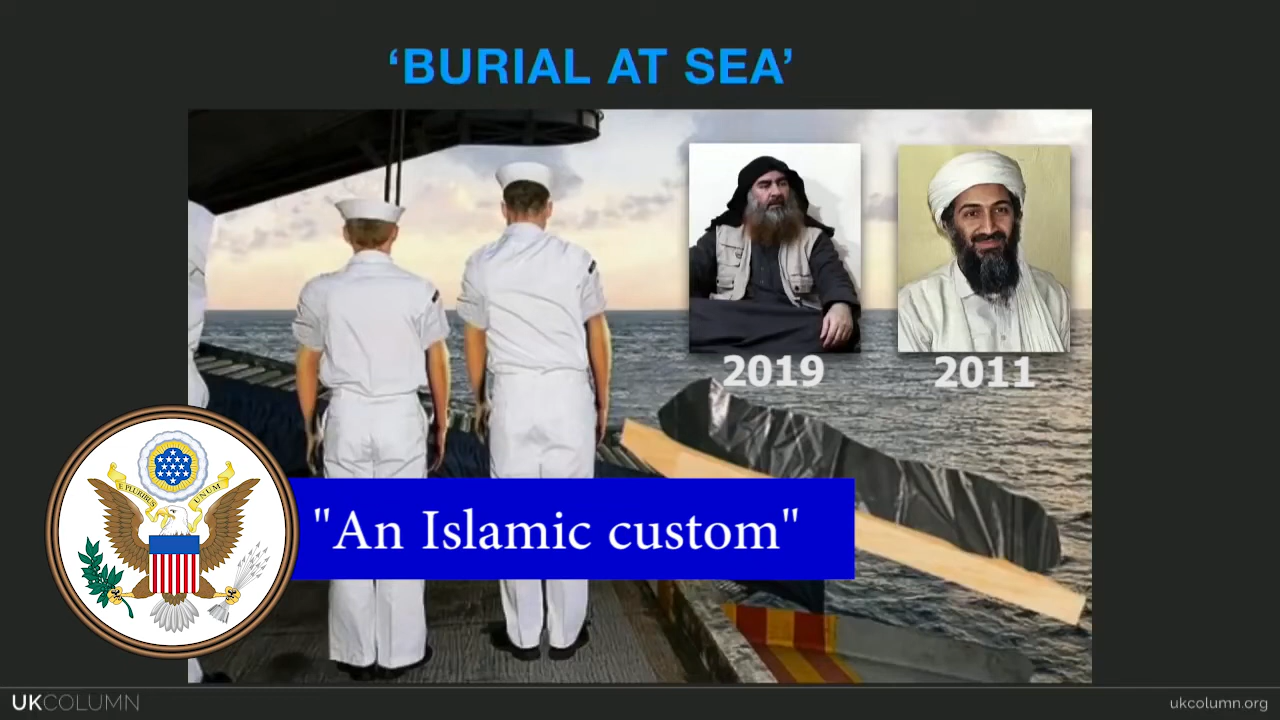 ‘BURIAL AT SEA’
2019
2011
E PLURIBUS UNUM
"An Islamic custom"
UKCOLUMN
ukcolumn.org